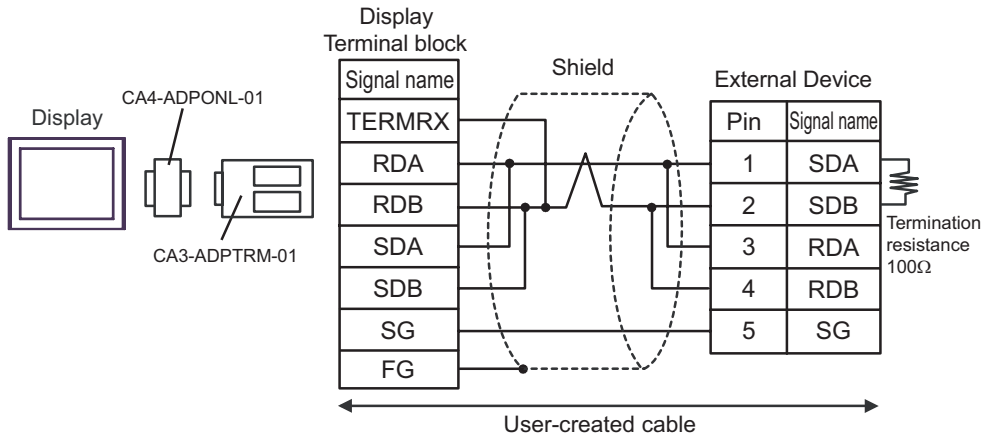 Display
CA4-ADPONL-01
CA3-ADPTRM-01
Display
Terminal block
Signal name
TERMRX
RDA
RDB
SDA
SDB
SG
FG
Shield
External Device
Pin Signal name
1 SDA
2 SDB
3 RDA
4 RDB
5 SG
Termination
resistance
100Ω
User-created cable